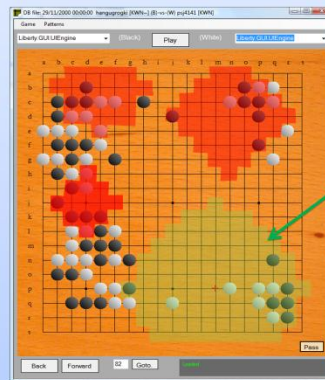 DB file;29/11/2000 00:05:00 hangugrogki [KWN~] (B)-vs-(W) psj4141 [KWN]
Game Patterns
Liberty GUI:UIEngine (Black) Play (White) Liberty GUI:UIEngine
a b c d e f g h i j k l m n o p q r s
a
b
c
d
e
f
g
h
i
j
k
l
m
n
o
p
q
r
s
Pass
Back Forward 82 Goto